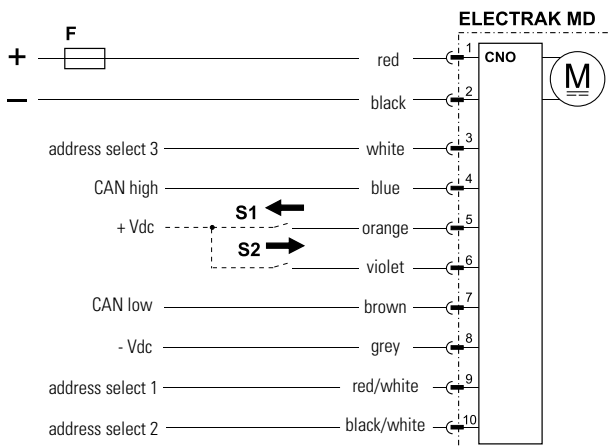 ELECTRAK MD
F
+ red 1 CNO M
− black 2
address select 3 white 3
CAN high blue 4
S1
+ Vdc orange 5
S2
violet 6
CAN low brown 7
- Vdc grey 8
address select 1 red/white 9
address select 2 black/white 10